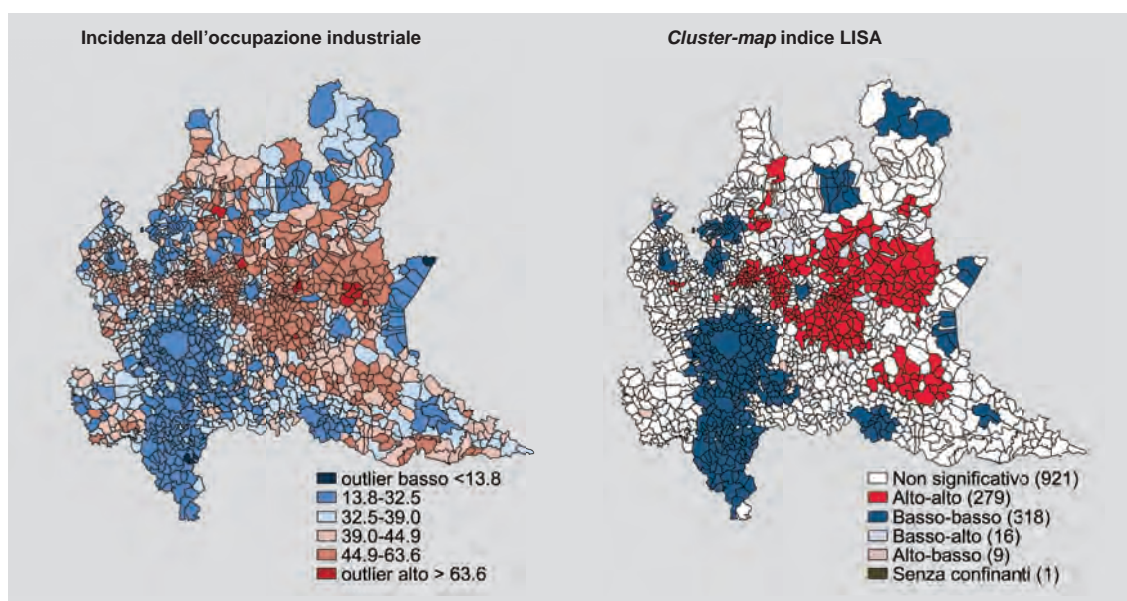 Incidenza dell'occupazione industriale
Cluster-map indice LISA
outlier basso <13.8
13.8-32.5
32.5-39.0
39.0-44.9
44.9-63.6
outlier alto > 63.6
Non significativo (921)
Alto-alto (279)
Basso-basso (318)
Basso-alto (16)
Alto-basso (9)
Senza confinanti (1)